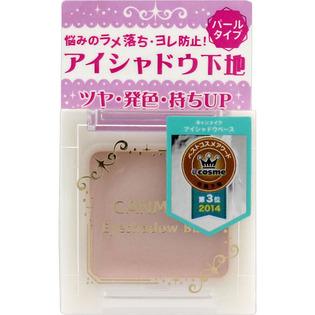 悩みのラメ落ち・ヨレ防止!
パール
タイプ
アイシャドウ下地
ツヤ・発色・持ちUP
キャンメイク
アイシャドウベース
ベストコスメアワード
@cosme
第3位
2014
CANM
Eyeshadow Ba